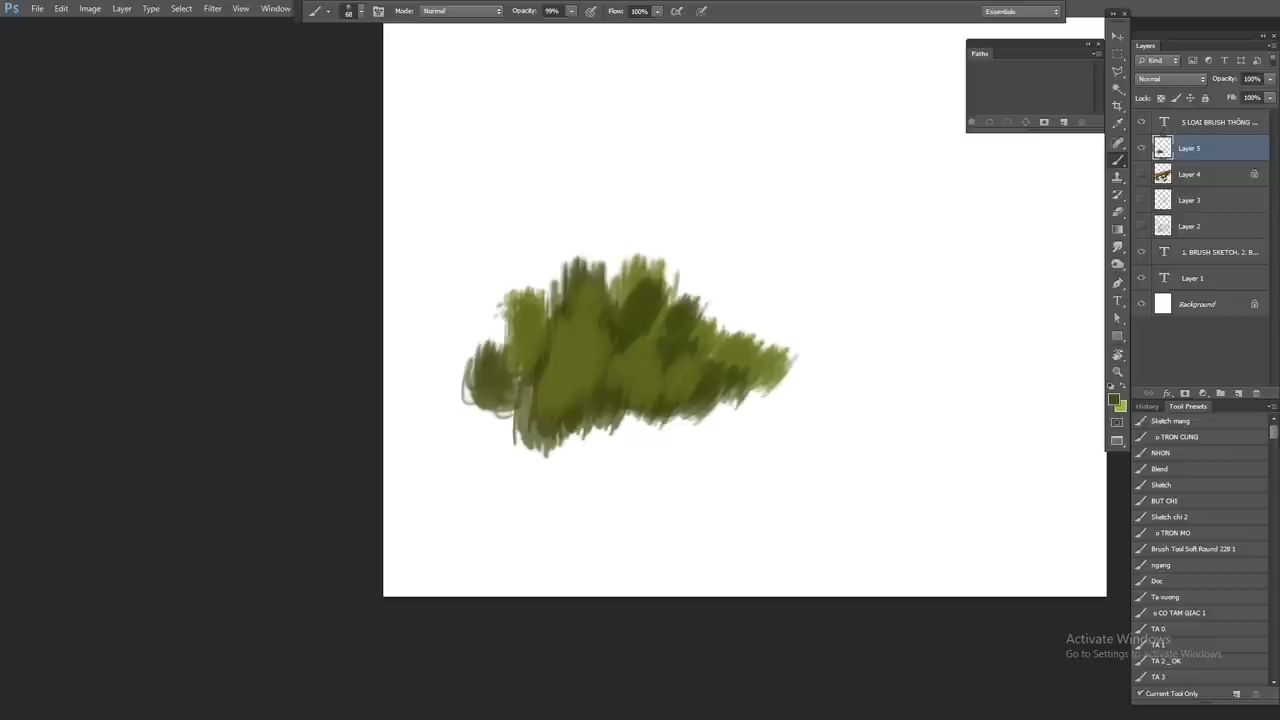 Ps File Edit Image Layer Type Select Filter View Window
68 Mode: Normal Opacity: 99% Flow: 100% Essentials
Paths
Layers
Kind
Normal Opacity: 100%
Lock: Fill: 100%
5 LOAI BRUSH THÔNG ...
Layer 5
Layer 4
Layer 3
Layer 2
1. BRUSH SKETCH, 2. B...
Layer 1
Background
History Tool Presets
Sketch mang
o TRON CUNG
NHON
Blend
Sketch
BUT CHI
Sketch chi 2
o TRON MO
Brush Tool Soft Round 228 1
ngang
Doc
Ta vuong
o CO TAM GIAC 1
TA 0
TA 1
TA 2 _OK
TA 3
Current Tool Only
Activate Windows
Go to Settings to activate Windows.